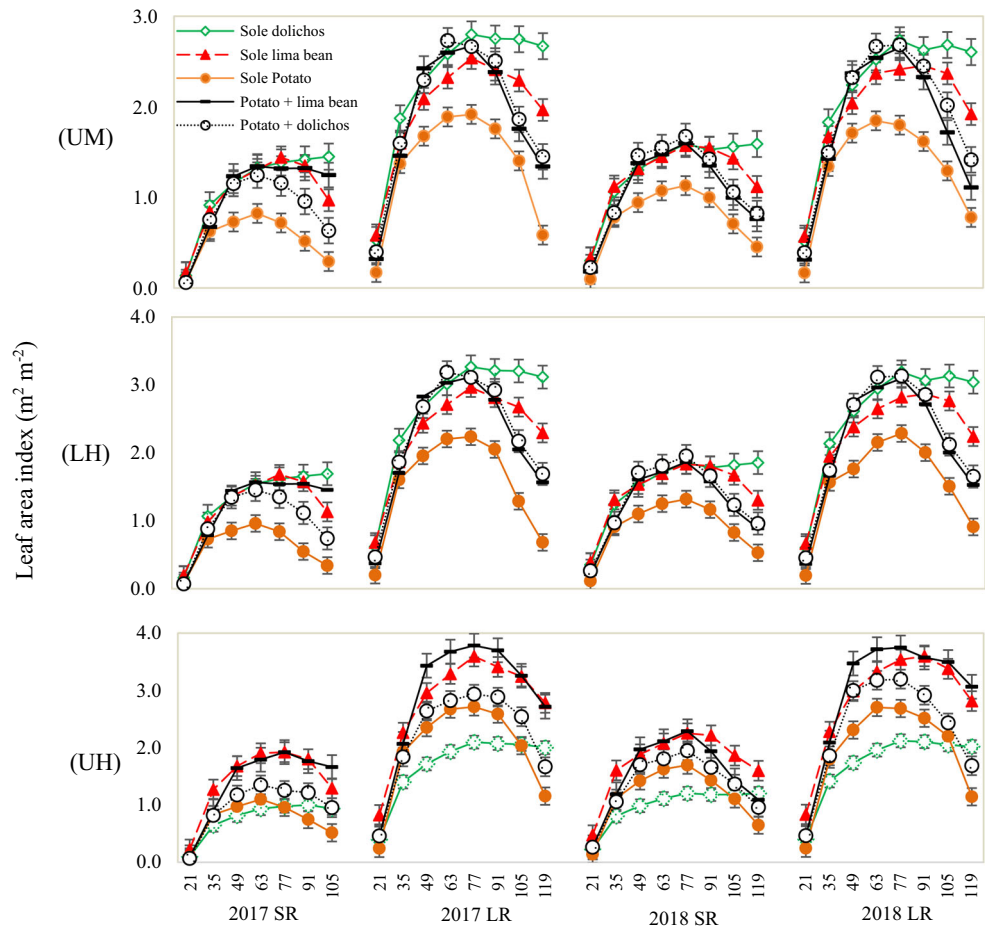 3.0
2.0
1.0
0.0
Sole dolichos
Sole lima bean
Sole Potato
Potato + lima bean
Potato + dolichos
(UM)
4.0
3.0
2.0
1.0
0.0
(LH)
Leaf area index (m² m⁻²)
4.0
3.0
2.0
1.0
0.0
(UH)
21 35 49 63 77 91 105 21 35 49 63 77 91 105 119 21 35 49 63 77 91 105 119 21 35 49 63 77 91 105 119
2017 SR 2017 LR 2018 SR 2018 LR